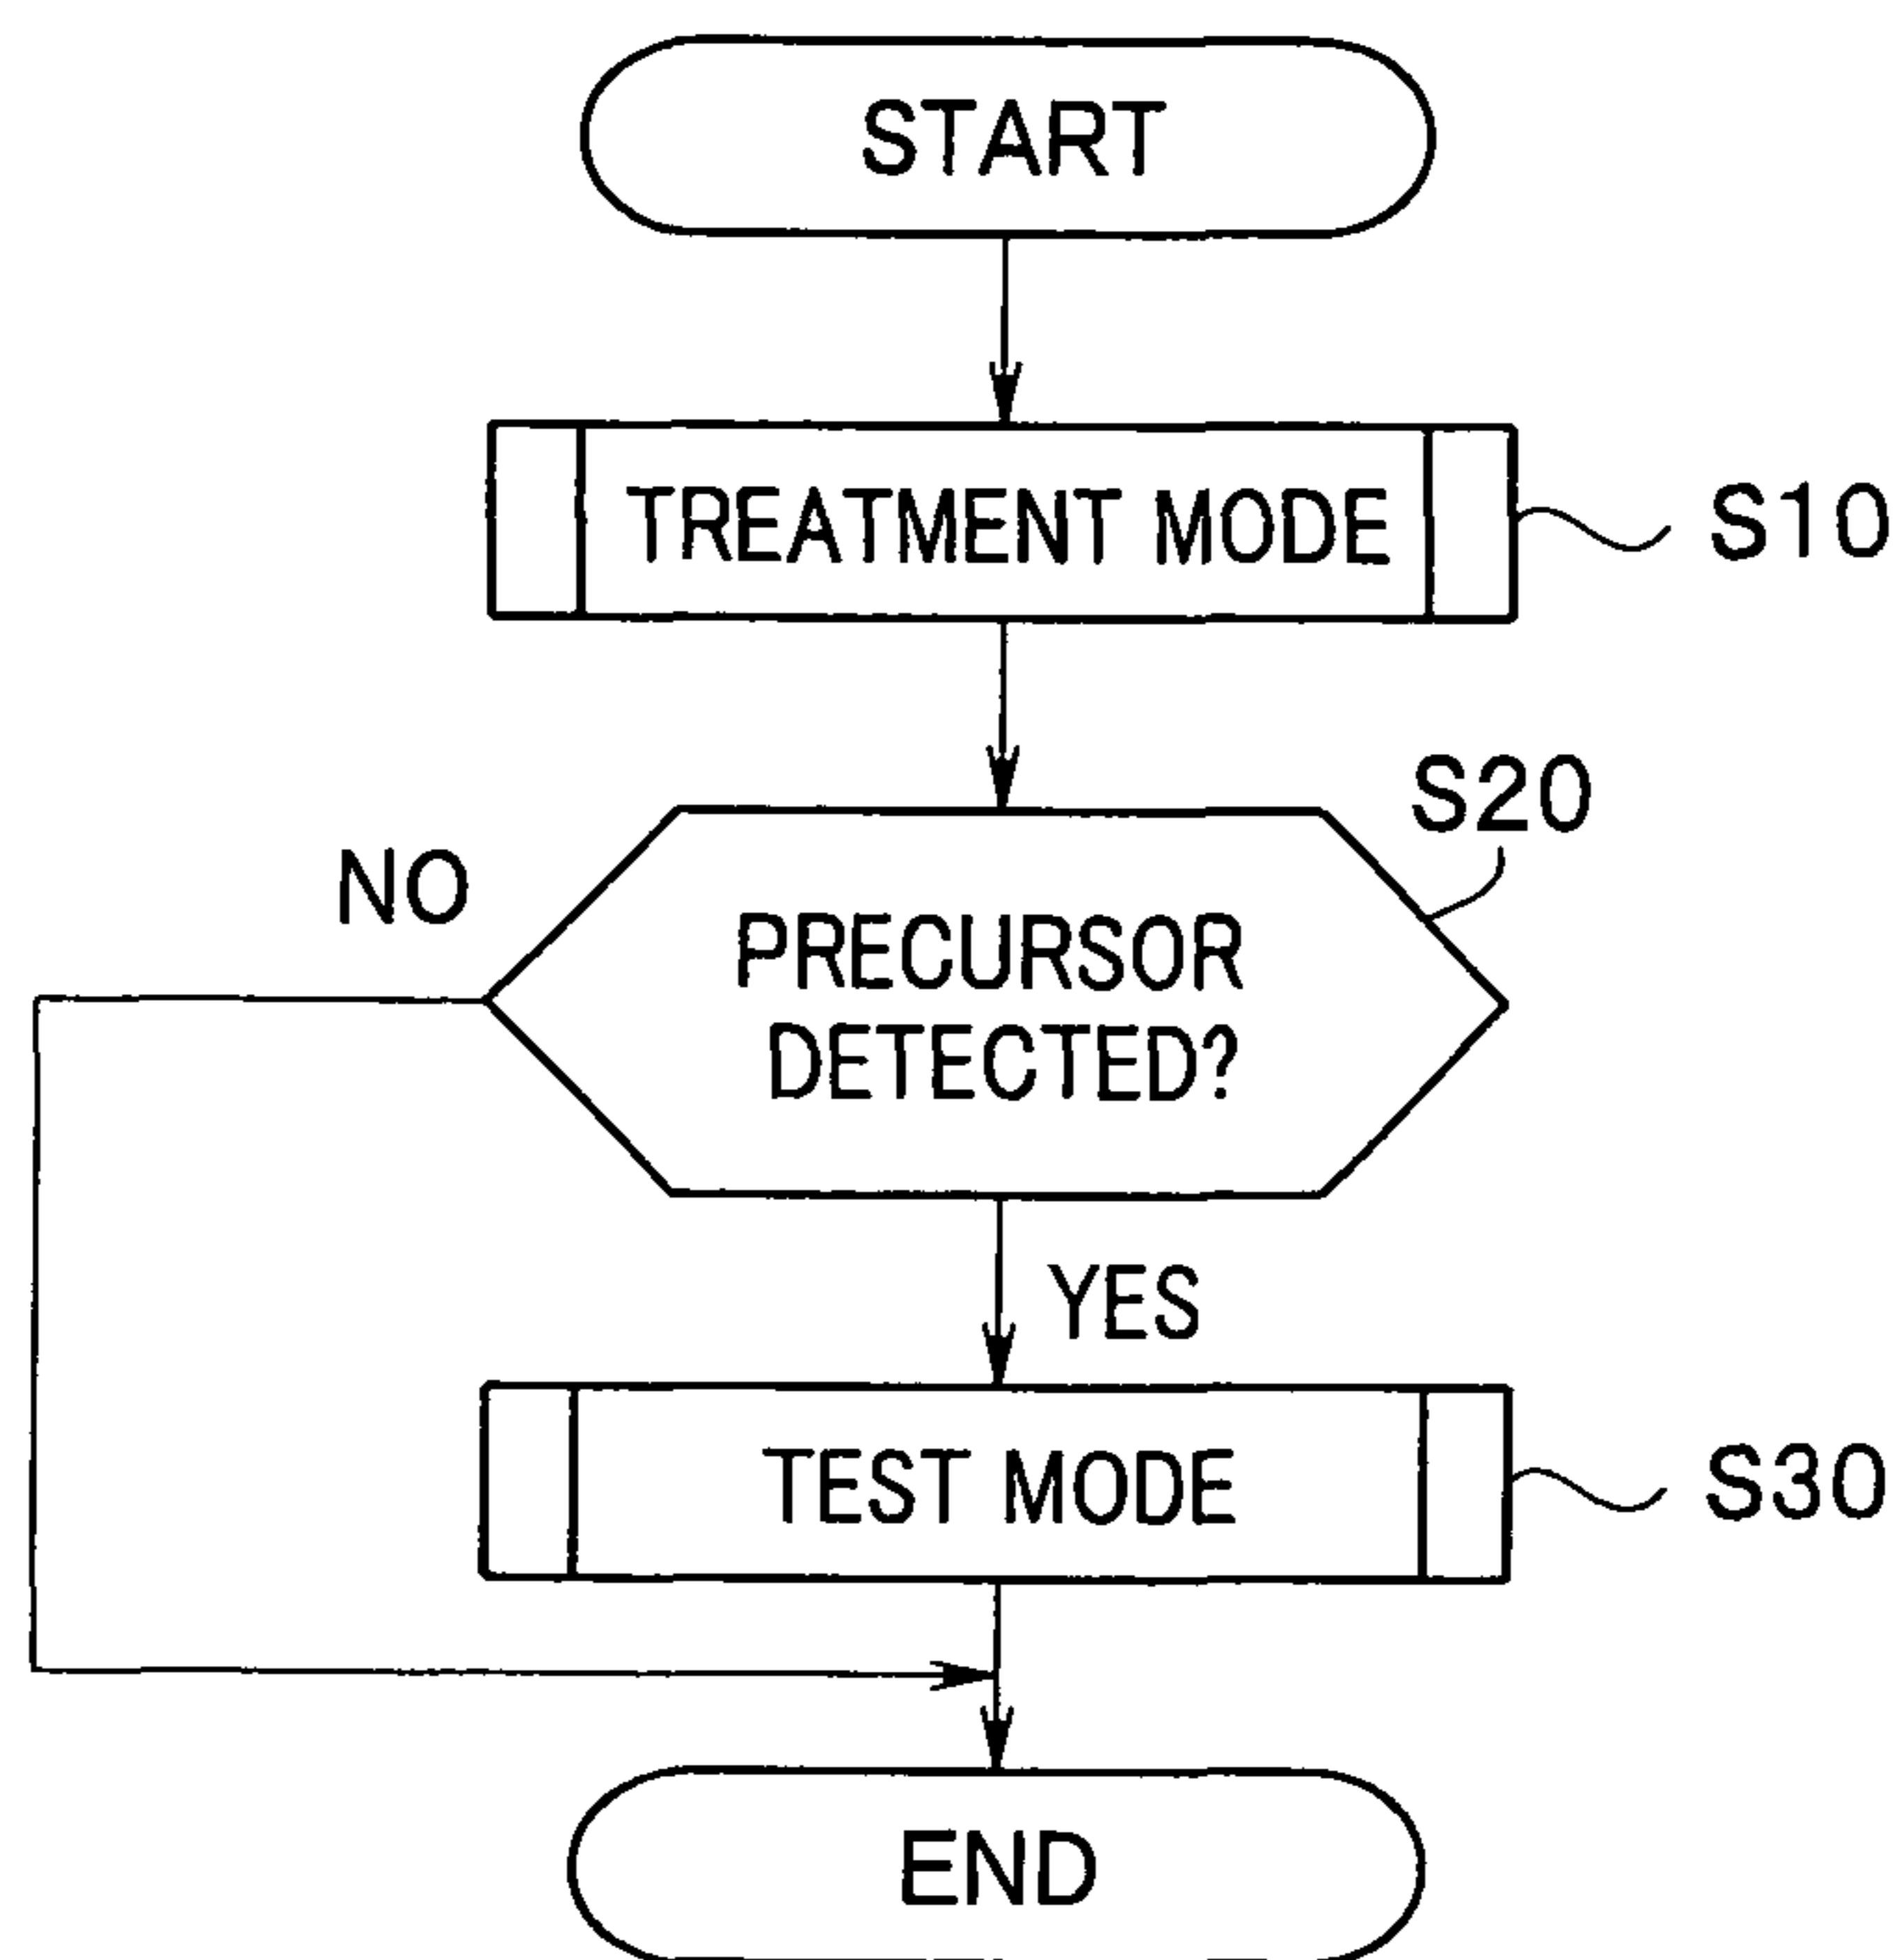 START
TREATMENT MODE
S10
S20
NO
PRECURSOR
DETECTED?
YES
TEST MODE
S30
END